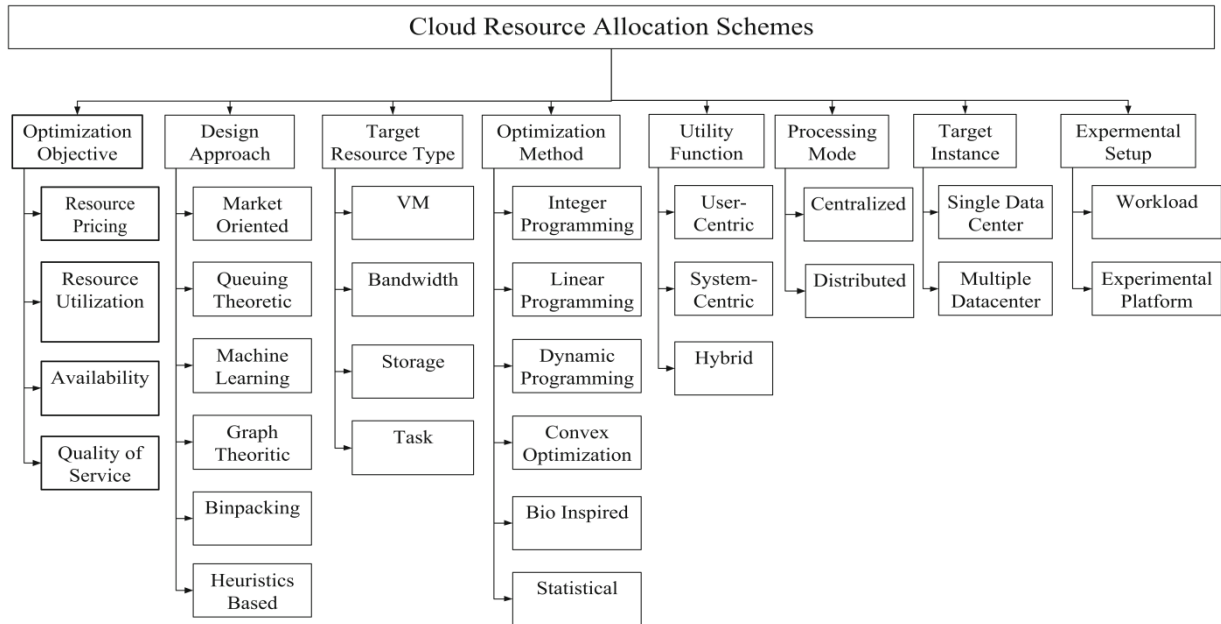 Cloud Resource Allocation Schemes
Optimization
Objective
Resource
Pricing
Resource
Utilization
Availability
Quality of
Service
Design
Approach
Market
Oriented
Queuing
Theoretic
Machine
Learning
Graph
Theoritic
Binpacking
Heuristics
Based
Target
Resource Type
VM
Bandwidth
Storage
Task
Optimization
Method
Integer
Programming
Linear
Programming
Dynamic
Programming
Convex
Optimization
Bio Inspired
Statistical
Utility
Function
User-
Centric
System-
Centric
Hybrid
Processing
Mode
Centralized
Distributed
Target
Instance
Single Data
Center
Multiple
Datacenter
Expermental
Setup
Workload
Experimental
Platform